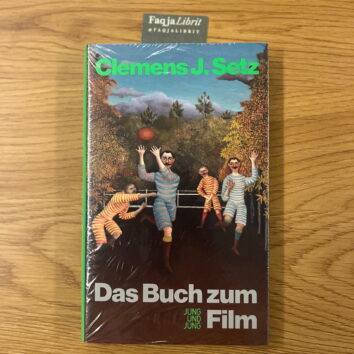 Faqja Librit
@FAQJALIBRIT
Clemens J. Setz
Das Buch zum
JUNG
UND
JUNG
Film